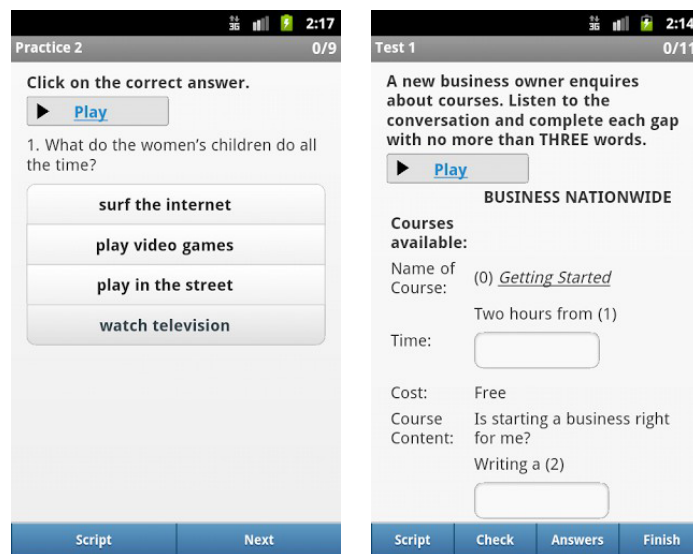 3G 2:17
Practice 2 0/9
Click on the correct answer.
Play
1. What do the women's children do all
the time?
surf the internet
play video games
play in the street
watch television
Script Next
3G 2:14
Test 1 0/11
A new business owner enquires
about courses. Listen to the
conversation and complete each gap
with no more than THREE words.
Play
BUSINESS NATIONWIDE
Courses
available:
Name of
Course:
(0) Getting Started
Two hours from (1)
Time:
Cost: Free
Course
Content:
Is starting a business right
for me?
Writing a (2)
Script Check Answers Finish